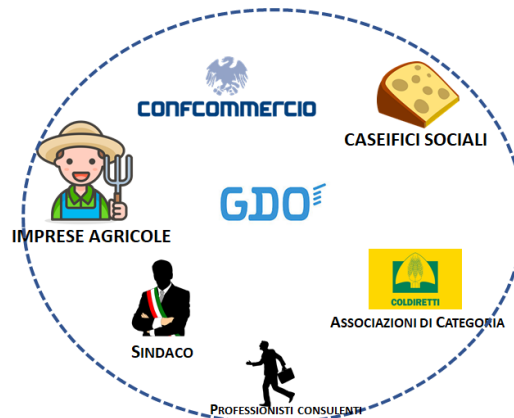 CONFCOMMERCIO
CASEIFICI SOCIALI
GDO
IMPRESE AGRICOLE
COLDIRETTI
ASSOCIAZIONI DI CATEGORIA
SINDACO
PROFESSIONISTI CONSULENTI